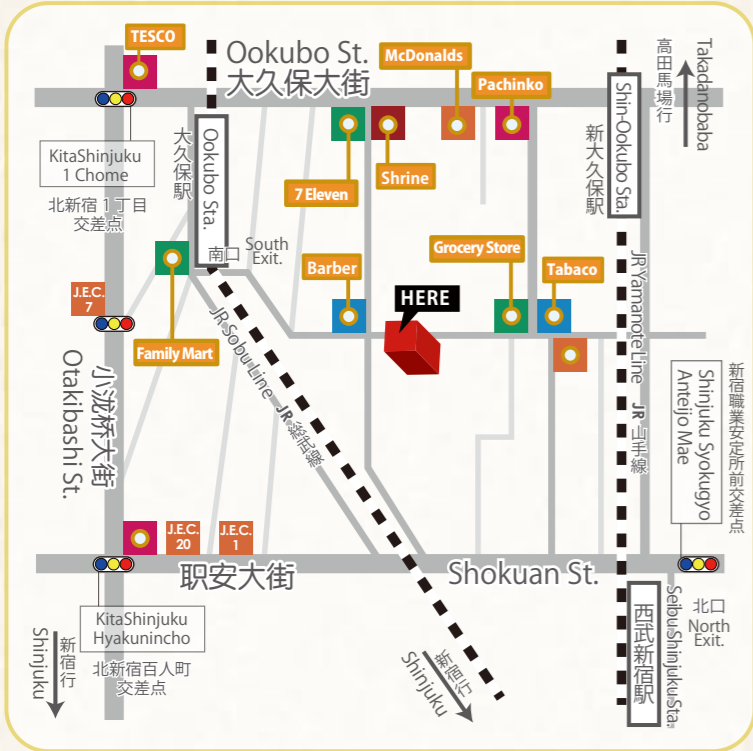 TESCO
Ookubo St.
大久保大街
McDonalds
Pachinko
高田馬場行
Takadanobaba
KitaShinjuku
1 Chome
北新宿1丁目
交差点
大久保駅
Ookubo Sta.
7 Eleven
Shrine
新大久保駅
Shin-Ookubo Sta.
南口
South
Exit.
Barber
HERE
Grocery Store
Tabaco
J.E.C.
7
Family Mart
JR Sobu Line
JR 総武線
JR Yamanote Line
JR 山手線
Otakibashi St.
小泷桥大街
Shinjuku Syokugyo
Anteijo Mae
新宿職業安定所前交差点
J.E.C.
20
J.E.C.
1
职安大街
Shokuan St.
KitaShinjuku
Hyakunincho
北新宿百人町
交差点
Shinjuku
新宿行
Shinjuku
新宿行
西武新宿駅
Seibu Shinjuku Sta.
北口
North
Exit.